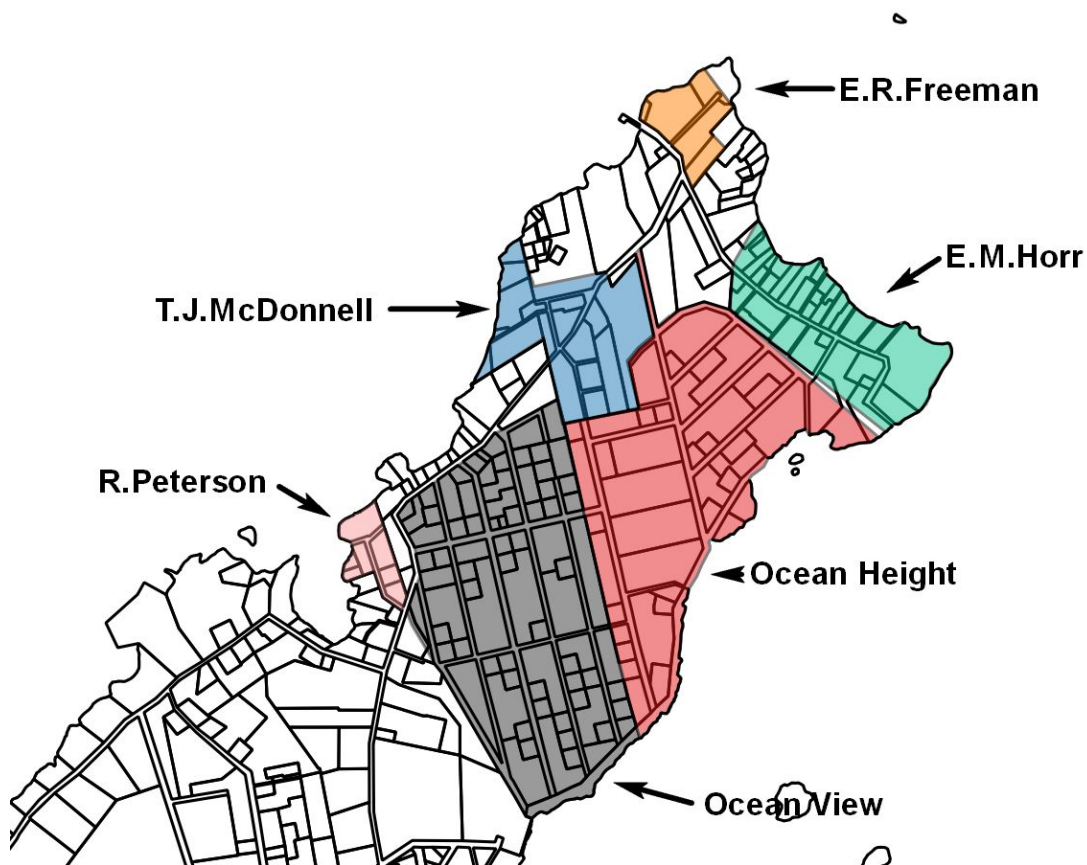 E.R.Freeman
E.M.Horr
T.J.McDonnell
R.Peterson
Ocean Height
Ocean View